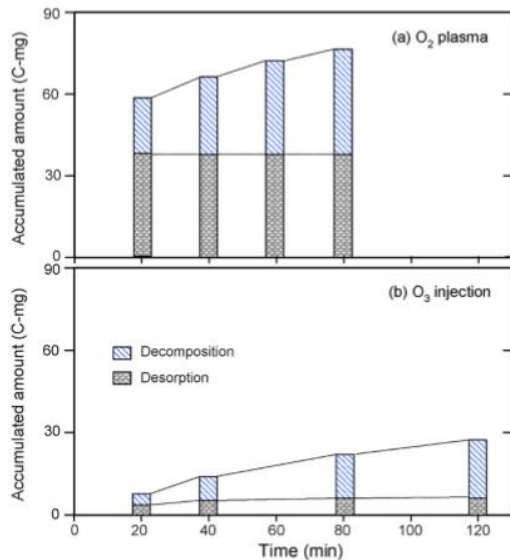 90
(a) O₂ plasma
60
30
0
Accumulated amount (C-mg)
90
(b) O₃ injection
60
Decomposition
Desorption
30
0
Accumulated amount (C-mg)
0 20 40 60 80 100 120
Time (min)